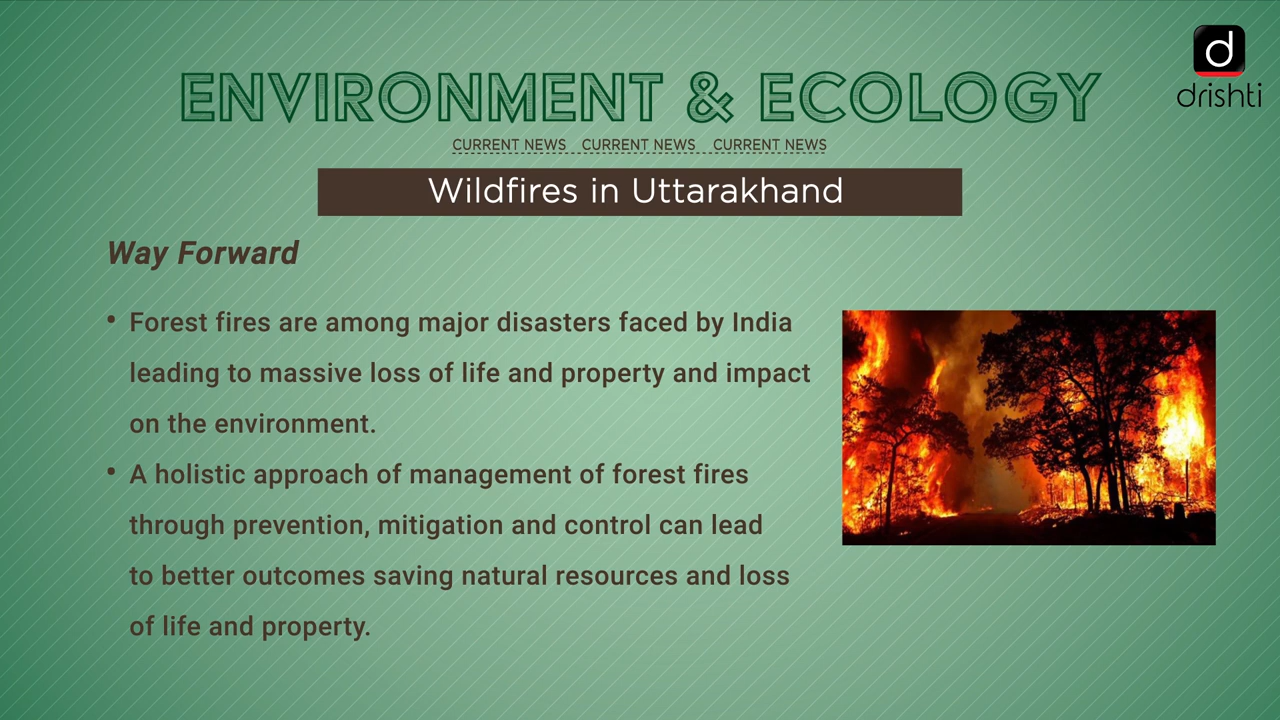 d
drishti
ENVIRONMENT & ECOLOGY
CURRENT NEWS CURRENT NEWS CURRENT NEWS
Wildfires in Uttarakhand
Way Forward
• Forest fires are among major disasters faced by India
leading to massive loss of life and property and impact
on the environment.
• A holistic approach of management of forest fires
through prevention, mitigation and control can lead
to better outcomes saving natural resources and loss
of life and property.